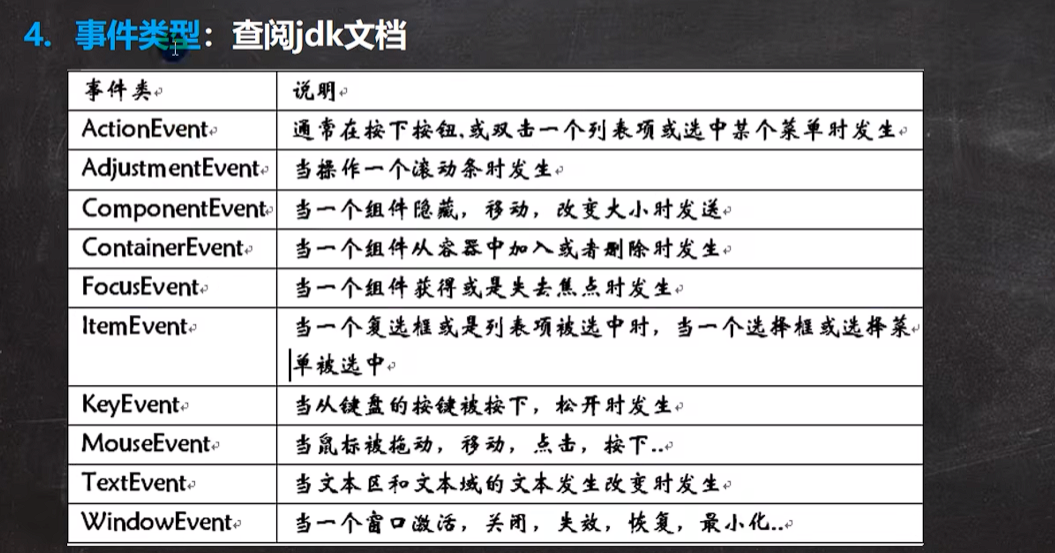 4. 事件类型：查阅jdk文档
事件类 说明
ActionEvent 通常在按下按钮,或双击一个列表项或选中某个菜单时发生
AdjustmentEvent 当操作一个滚动条时发生
ComponentEvent 当一个组件隐藏，移动，改变大小时发送
ContainerEvent 当一个组件从容器中加入或者删除时发生
FocusEvent 当一个组件获得或是失去焦点时发生
ItemEvent 当一个复选框或是列表项被选中时，当一个选择框或选择菜
单被选中
KeyEvent 当从键盘的按键被按下，松开时发生
MouseEvent 当鼠标被拖动，移动，点击，按下..
TextEvent 当文本区和文本域的文本发生改变时发生
WindowEvent 当一个窗口激活，关闭，失效，恢复，最小化..